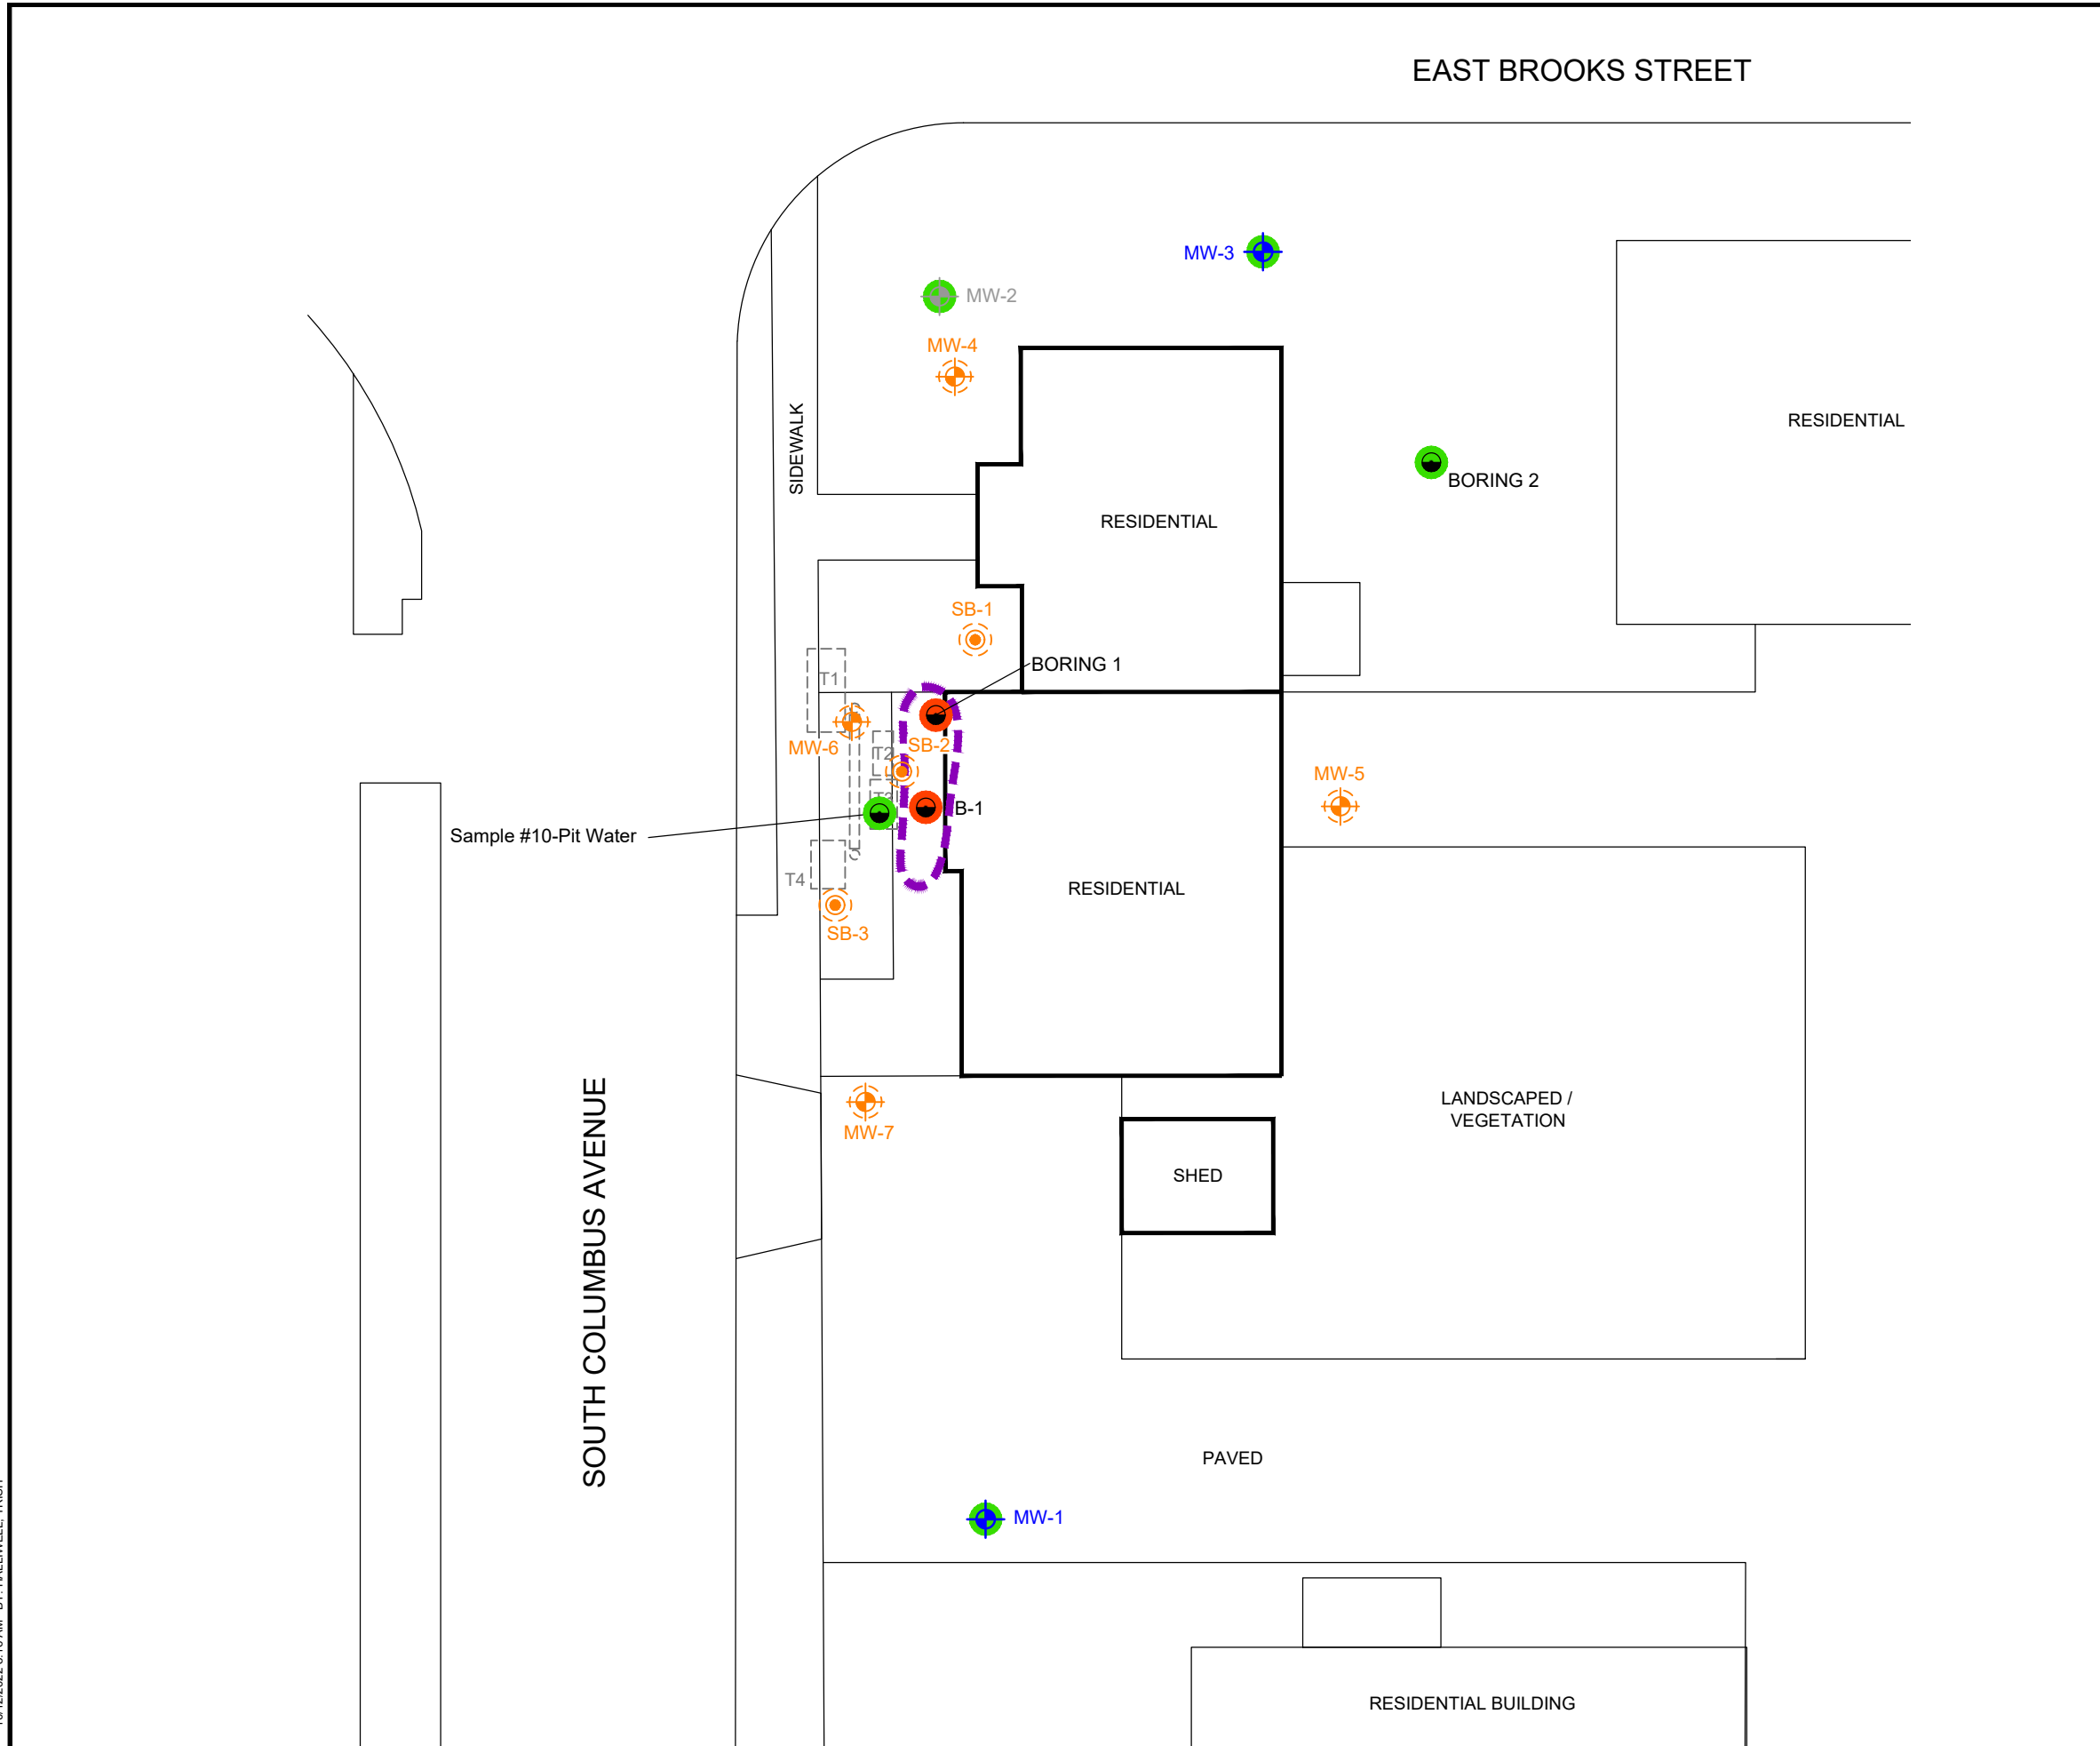 EAST BROOKS STREET
MW-3
MW-2
MW-4
SIDEWALK
RESIDENTIAL
BORING 2
RESIDENTIAL
SB-1
BORING 1
T1
MW-6
SB-2
T2
MW-5
T3
B-1
Sample #10-Pit Water
T4
RESIDENTIAL
SB-3
SOUTH COLUMBUS AVENUE
MW-7
LANDSCAPED /
VEGETATION
SHED
PAVED
MW-1
RESIDENTIAL BUILDING